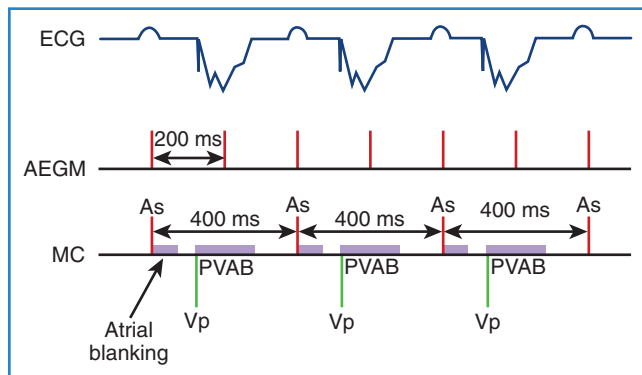 ECG
200 ms
AEGM
As As As As
400 ms 400 ms 400 ms
MC
PVAB PVAB PVAB
Vp Vp Vp
Atrial
blanking